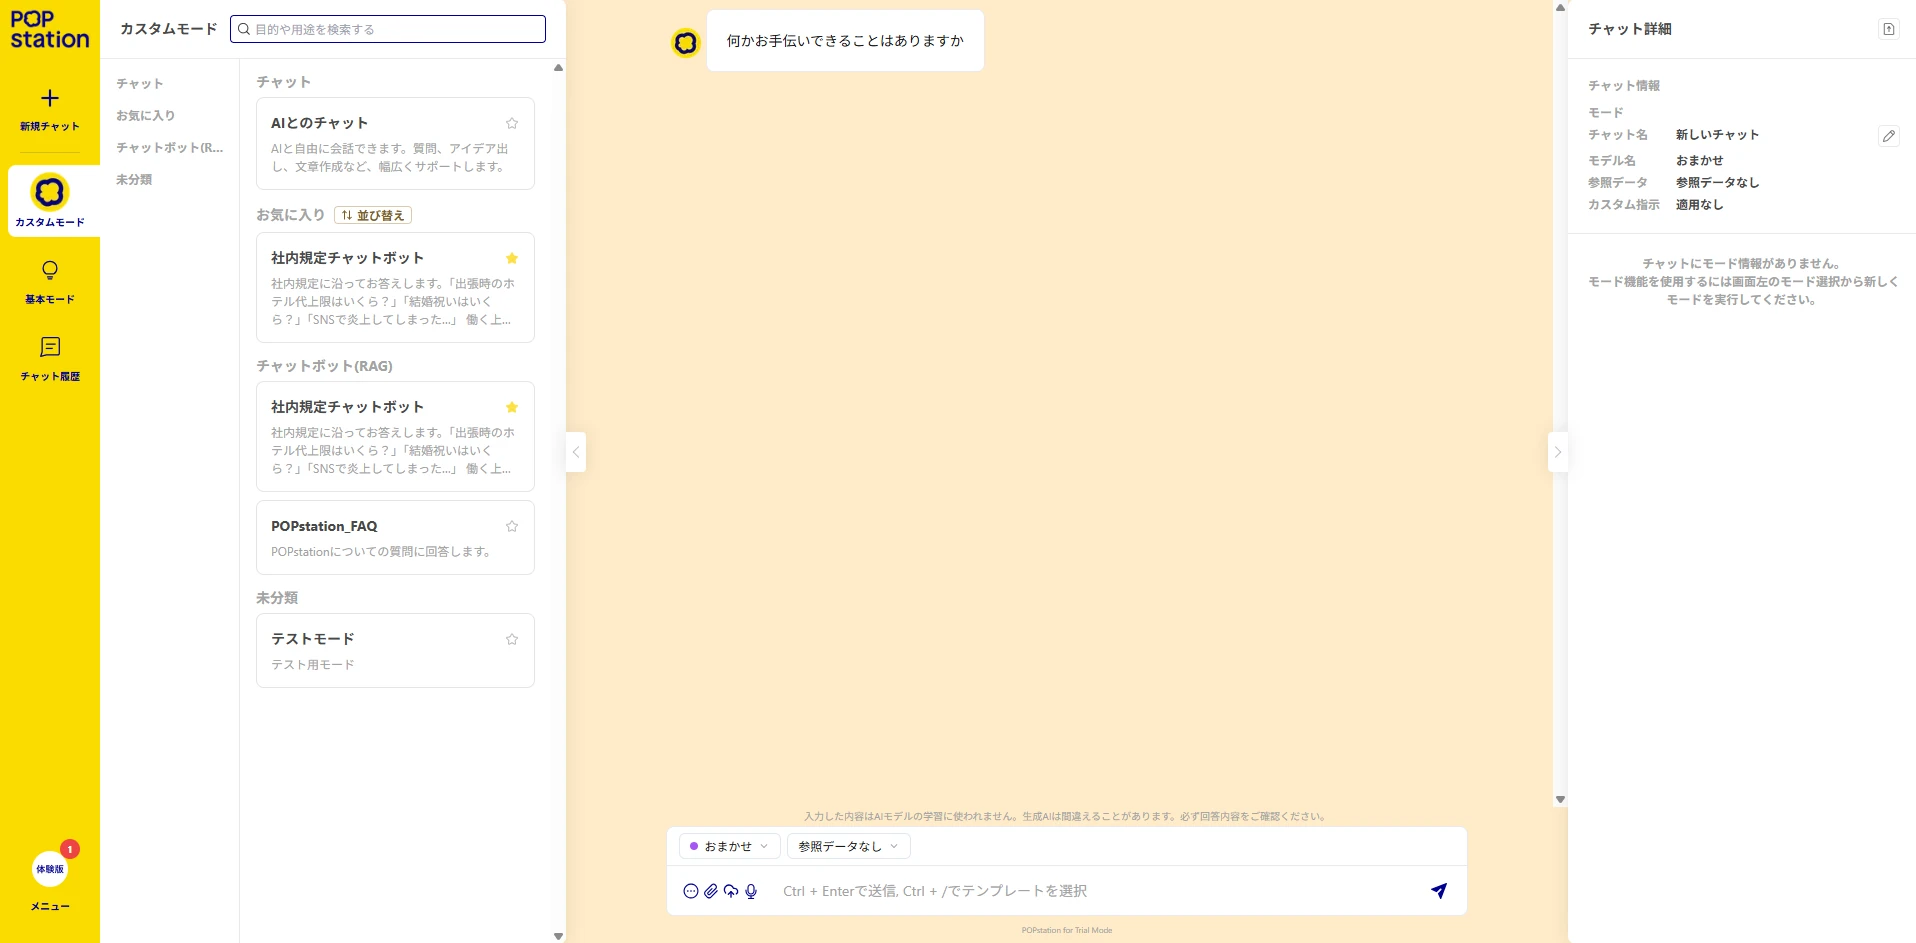 POP
station
新規チャット
カスタムモード
基本モード
チャット履歴
1
体験版
メニュー
カスタムモード
目的や用途を検索する
チャット
お気に入り
チャットボット(R...
未分類
チャット
AIとのチャット
AIと自由に会話できます。質問、アイデア出
し、文章作成など、幅広くサポートします。
お気に入り
並び替え
社内規定チャットボット
社内規定に沿ってお答えします。「出張時のホ
テル代上限はいくら？」「結婚祝いはいく
ら？」「SNSで炎上してしまった...」 働く上...
チャットボット(RAG)
社内規定チャットボット
社内規定に沿ってお答えします。「出張時のホ
テル代上限はいくら？」「結婚祝いはいく
ら？」「SNSで炎上してしまった...」 働く上...
POPstation_FAQ
POPstationについての質問に回答します。
未分類
テストモード
テスト用モード
何かお手伝いできることはありますか
入力した内容はAIモデルの学習に使われません。生成AIは間違えることがあります。必ず回答内容をご確認ください。
おまかせ
参照データなし
Ctrl + Enterで送信, Ctrl + /でテンプレートを選択
POPstation for Trial Mode
チャット詳細
チャット情報
モード
チャット名 新しいチャット
モデル名 おまかせ
参照データ 参照データなし
カスタム指示 適用なし
チャットにモード情報がありません。
モード機能を使用するには画面左のモード選択から新しく
モードを実行してください。